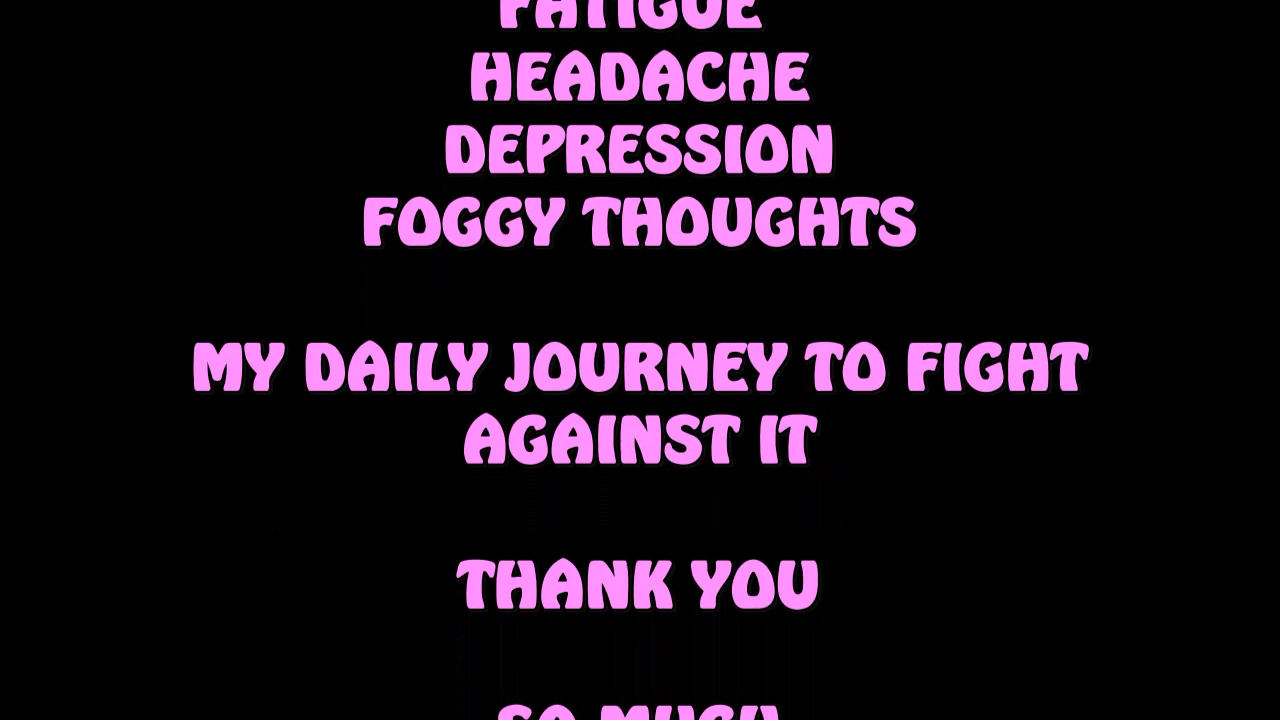 FATIGUE
HEADACHE
DEPRESSION
FOGGY THOUGHTS
MY DAILY JOURNEY TO FIGHT
AGAINST IT
THANK YOU
SO MUCH